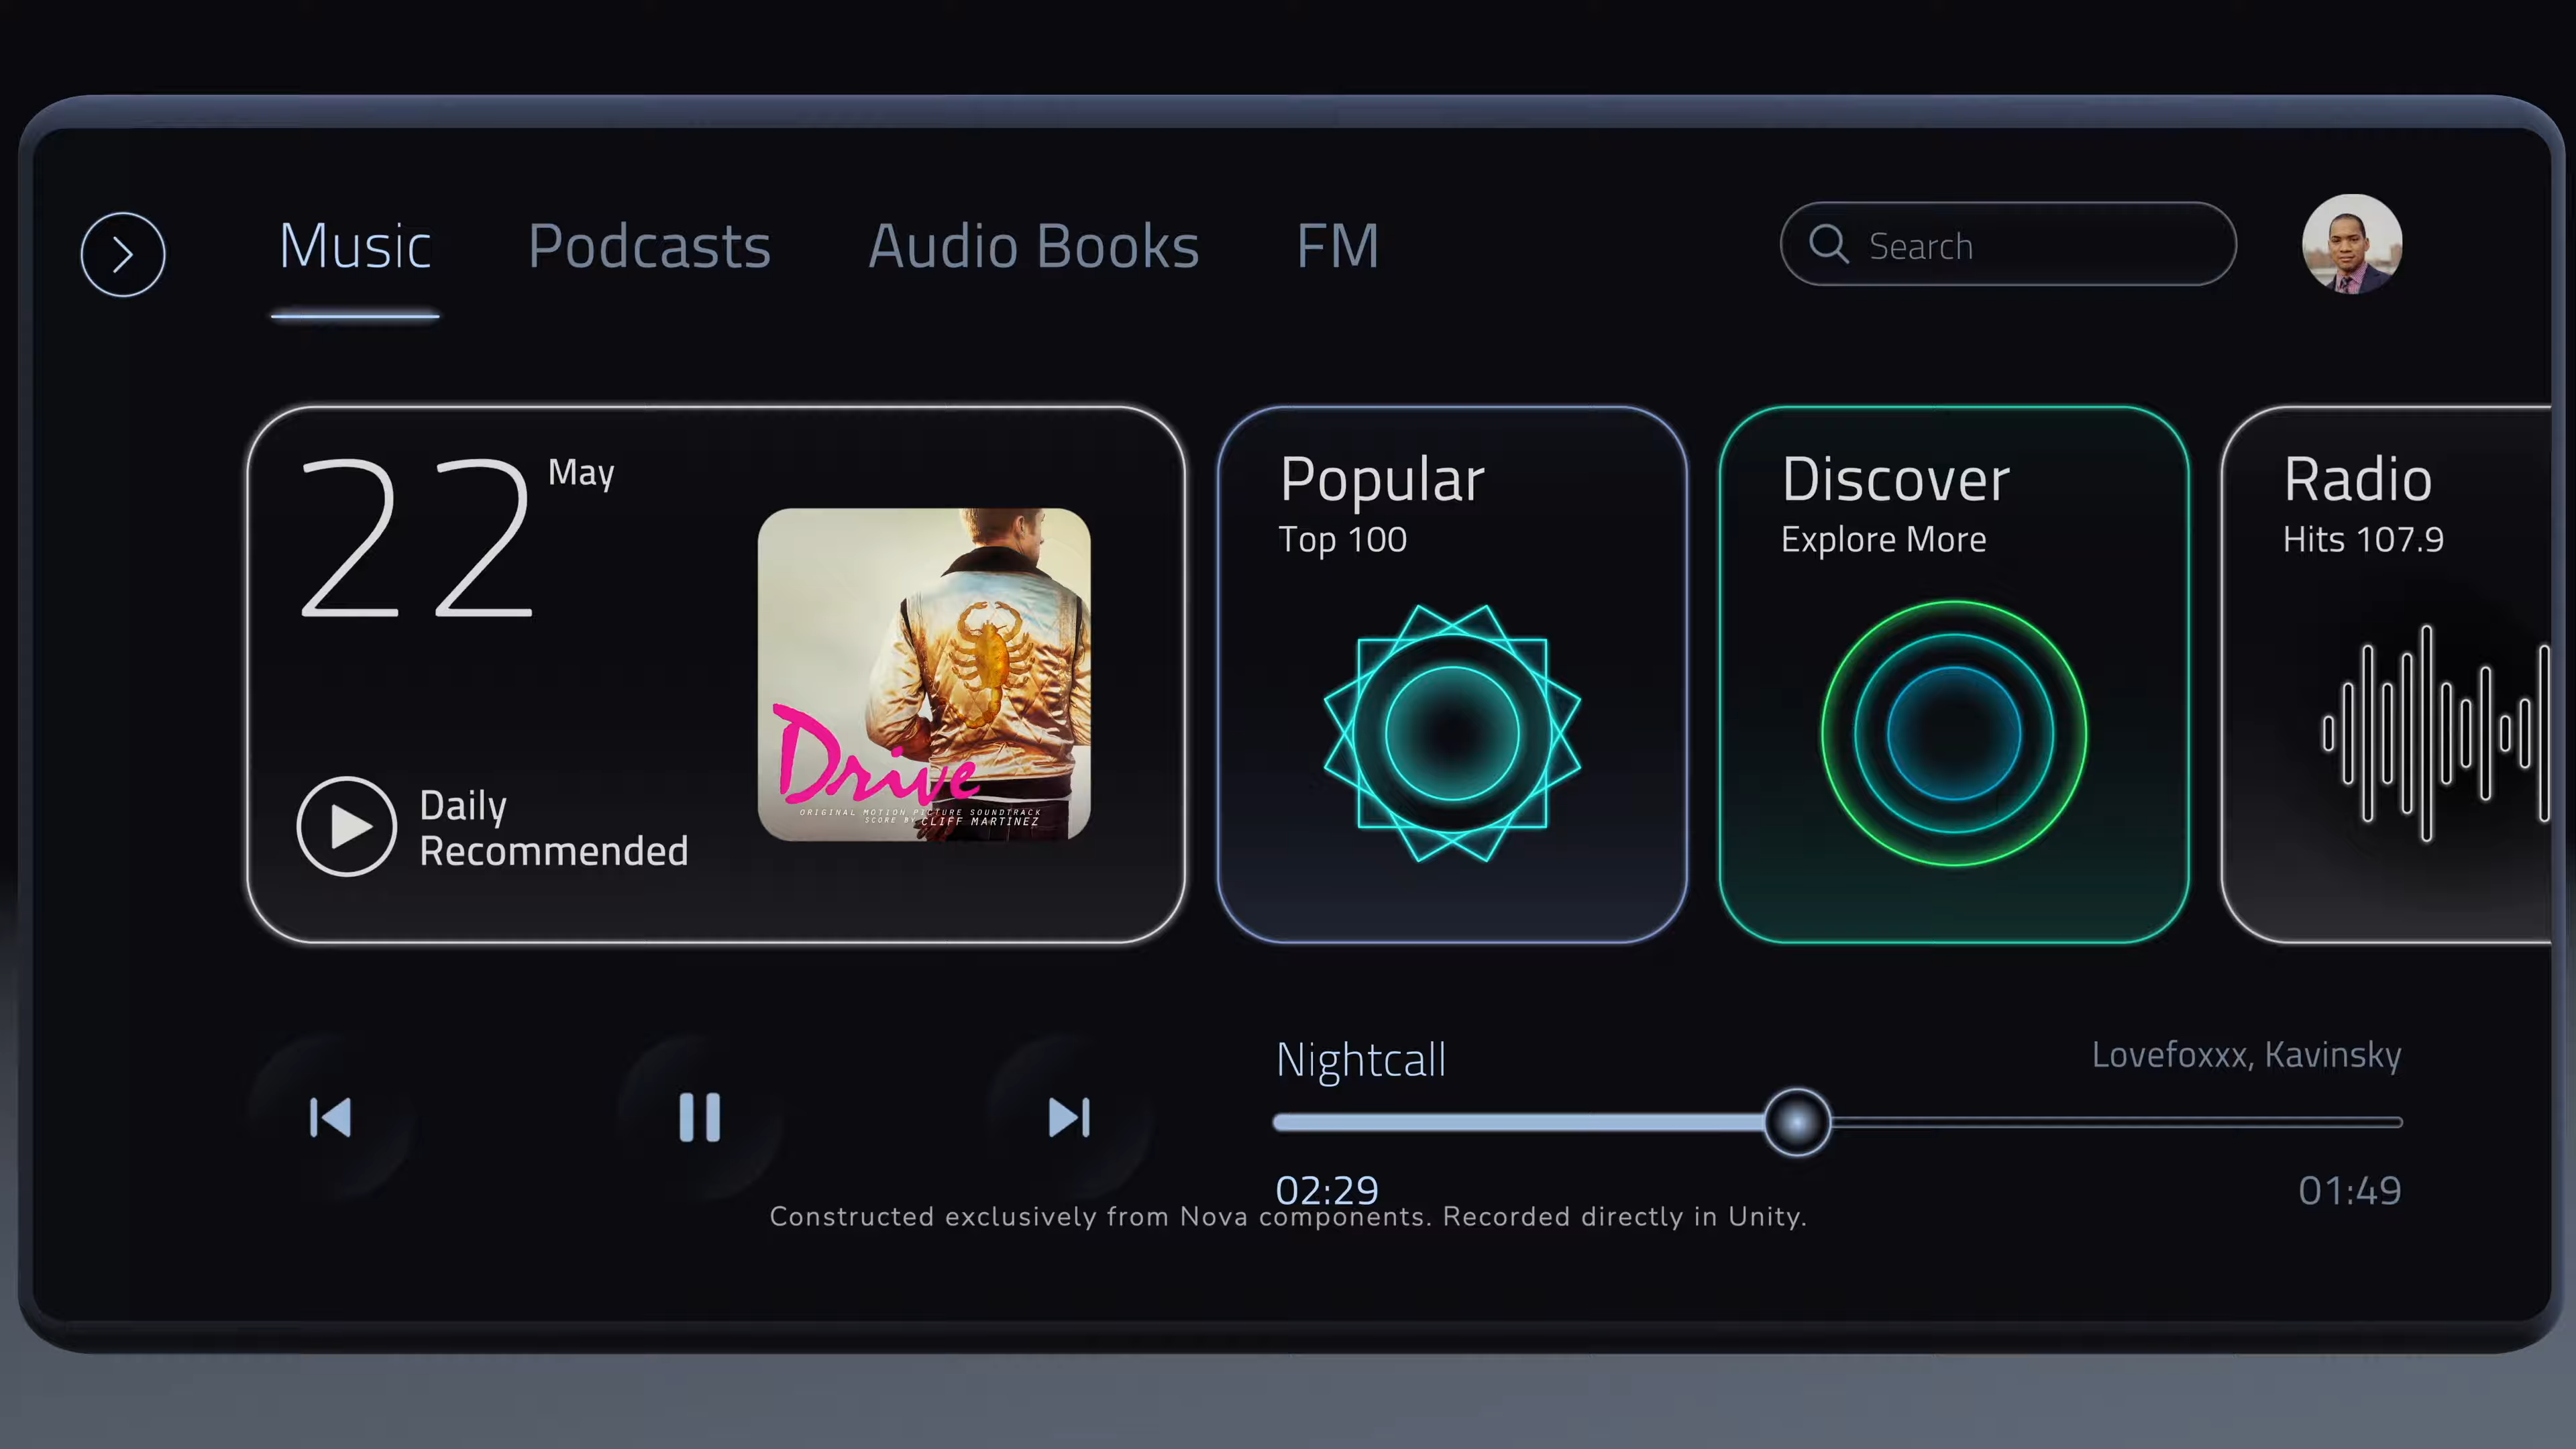 Music
Podcasts
Audio Books
FM
Search
22
May
Daily
Recommended
Drive
ORIGINAL MOTION PICTURE SOUNDTRACK
SCORE BY CLIFF MARTINEZ
Popular
Top 100
Discover
Explore More
Radio
Hits 107.9
Nightcall
Lovefoxxx, Kavinsky
02:29
01:49
Constructed exclusively from Nova components. Recorded directly in Unity.